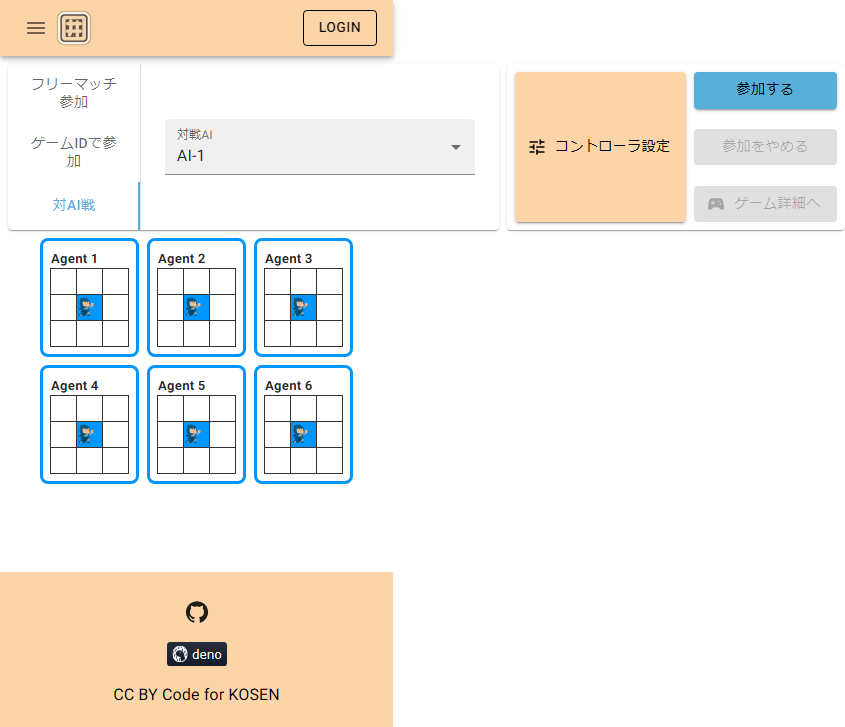 LOGIN
フリーマッチ
参加
ゲームIDで参
加
対AI戦
対戦AI
AI-1
コントローラ設定
参加する
参加をやめる
ゲーム詳細へ
Agent 1
Agent 2
Agent 3
Agent 4
Agent 5
Agent 6
deno
CC BY Code for KOSEN